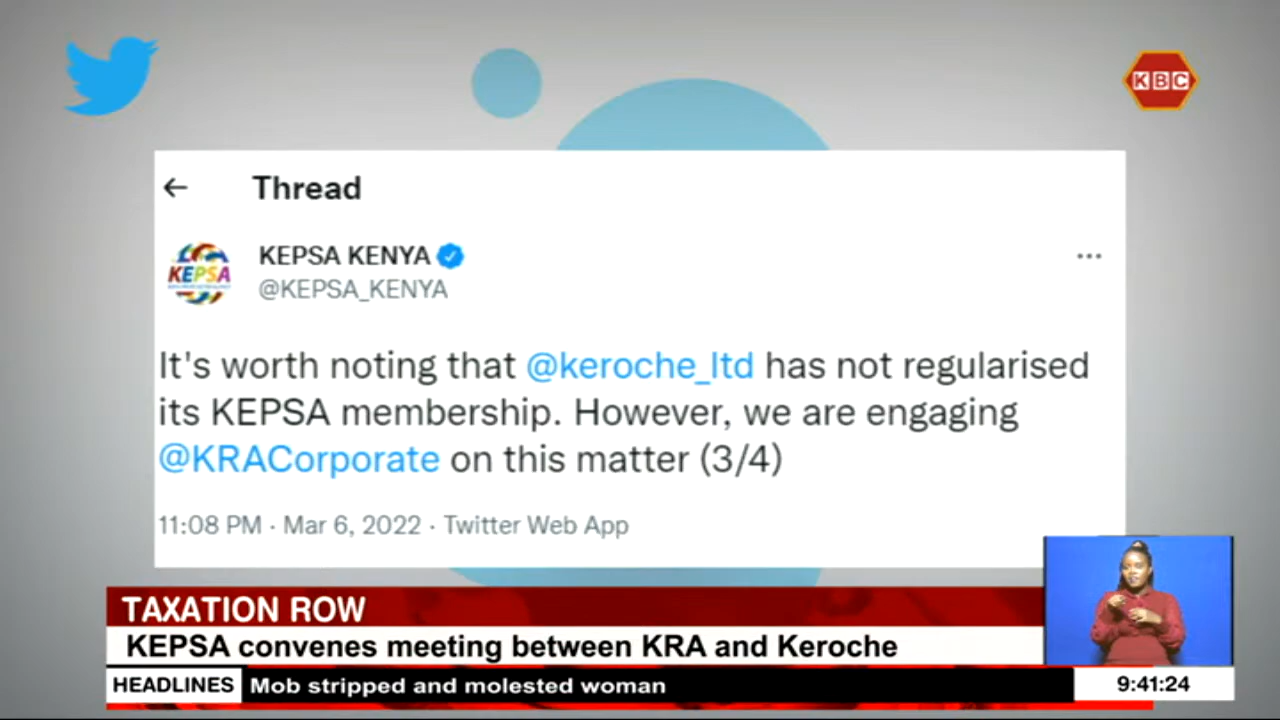 KBC
Thread
KEPSA KENYA
KEPSA
@KEPSA_KENYA
It's worth noting that @keroche_ltd has not regularised
its KEPSA membership. However, we are engaging
@KRACorporate on this matter (3/4)
11:08 PM · Mar 6, 2022 · Twitter Web App
TAXATION ROW
KEPSA convenes meeting between KRA and Keroche
HEADLINES Mob stripped and molested woman 9:41:24